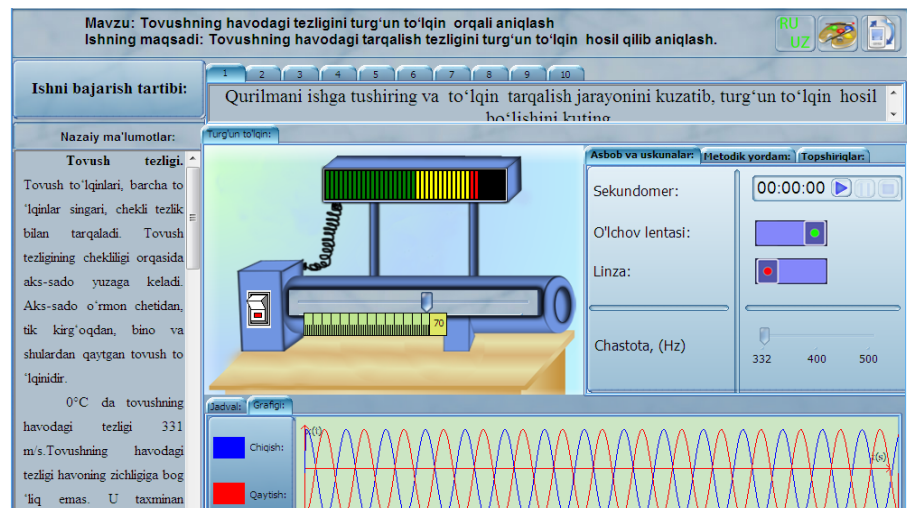 Mavzu: Tovushning havodagi tezligini turg‘un to‘lqin orqali aniqlash
Ishning maqsadi: Tovushning havodagi tarqalish tezligini turg‘un to‘lqin hosil qilib aniqlash.
RU
UZ
Ishni bajarish tartibi:
1 2 3 4 5 6 7 8 9 10
Qurilmani ishga tushiring va to‘lqin tarqalish jarayonini kuzatib, turg‘un to‘lqin hosil
bo‘lishini kuting
Nazaiy ma'lumotlar:
Tovush tezligi.
Tovush to‘lqinlari, barcha to
‘lqinlar singari, chekli tezlik
bilan tarqaladi. Tovush
tezligining chekliligi orqasida
aks-sado yuzaga keladi.
Aks-sado o‘rmon chetidan,
tik kirg‘oqdan, bino va
shulardan qaytgan tovush to
‘lqinidir.
0°C da tovushning
havodagi tezligi 331
m/s.Tovushning havodagi
tezligi havoning zichligiga bog
‘liq emas. U taxminan
Turg'un to'lqin:
70
Asbob va uskunalar: Metodik yordam: Topshiriqlar:
Sekundomer: 00:00:00
O'lchov lentasi:
Linza:
Chastota, (Hz)
332 400 500
Jadval: Grafigi:
Chiqish:
Qaytish:
x(t)